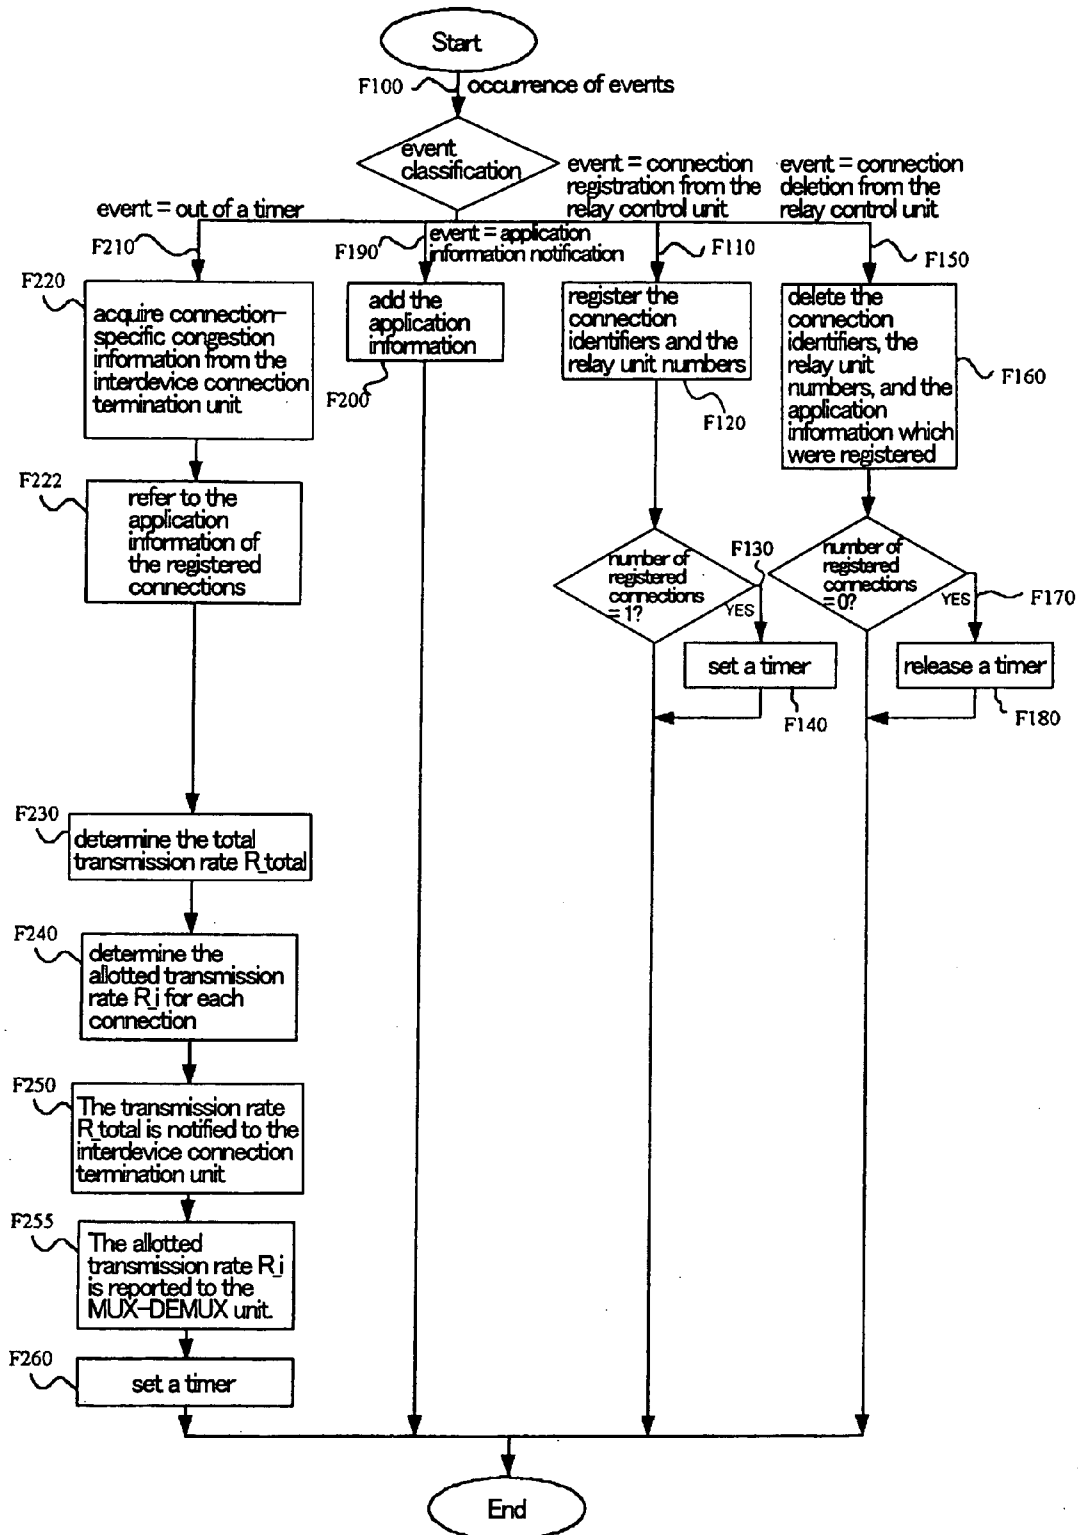 Start
F100
occurrence of events
event
classification
event = connection
registration from the
relay control unit
event = connection
deletion from the
relay control unit
event = out of a timer
F210
F190
event = application
information notification
F110
F150
F220
acquire connection-
specific congestion
information from the
interdevice connection
termination unit
add the
application
information
F200
register the
connection
identifiers and the
relay unit numbers
F120
delete the
connection
identifiers, the
relay unit
numbers, and the
application
information which
were registered
F160
F222
refer to the
application
information of
the registered
connections
number of
registered
connections
= 1?
F130
YES
number of
registered
connections
= 0?
YES
F170
set a timer
F140
release a timer
F180
F230
determine the total
transmission rate R_total
F240
determine the
allotted transmission
rate R_i for each
connection
F250
The transmission rate
R_total is notified to the
interdevice connection
termination unit
F255
The allotted
transmission rate R_i
is reported to the
MUX-DEMUX unit.
F260
set a timer
End